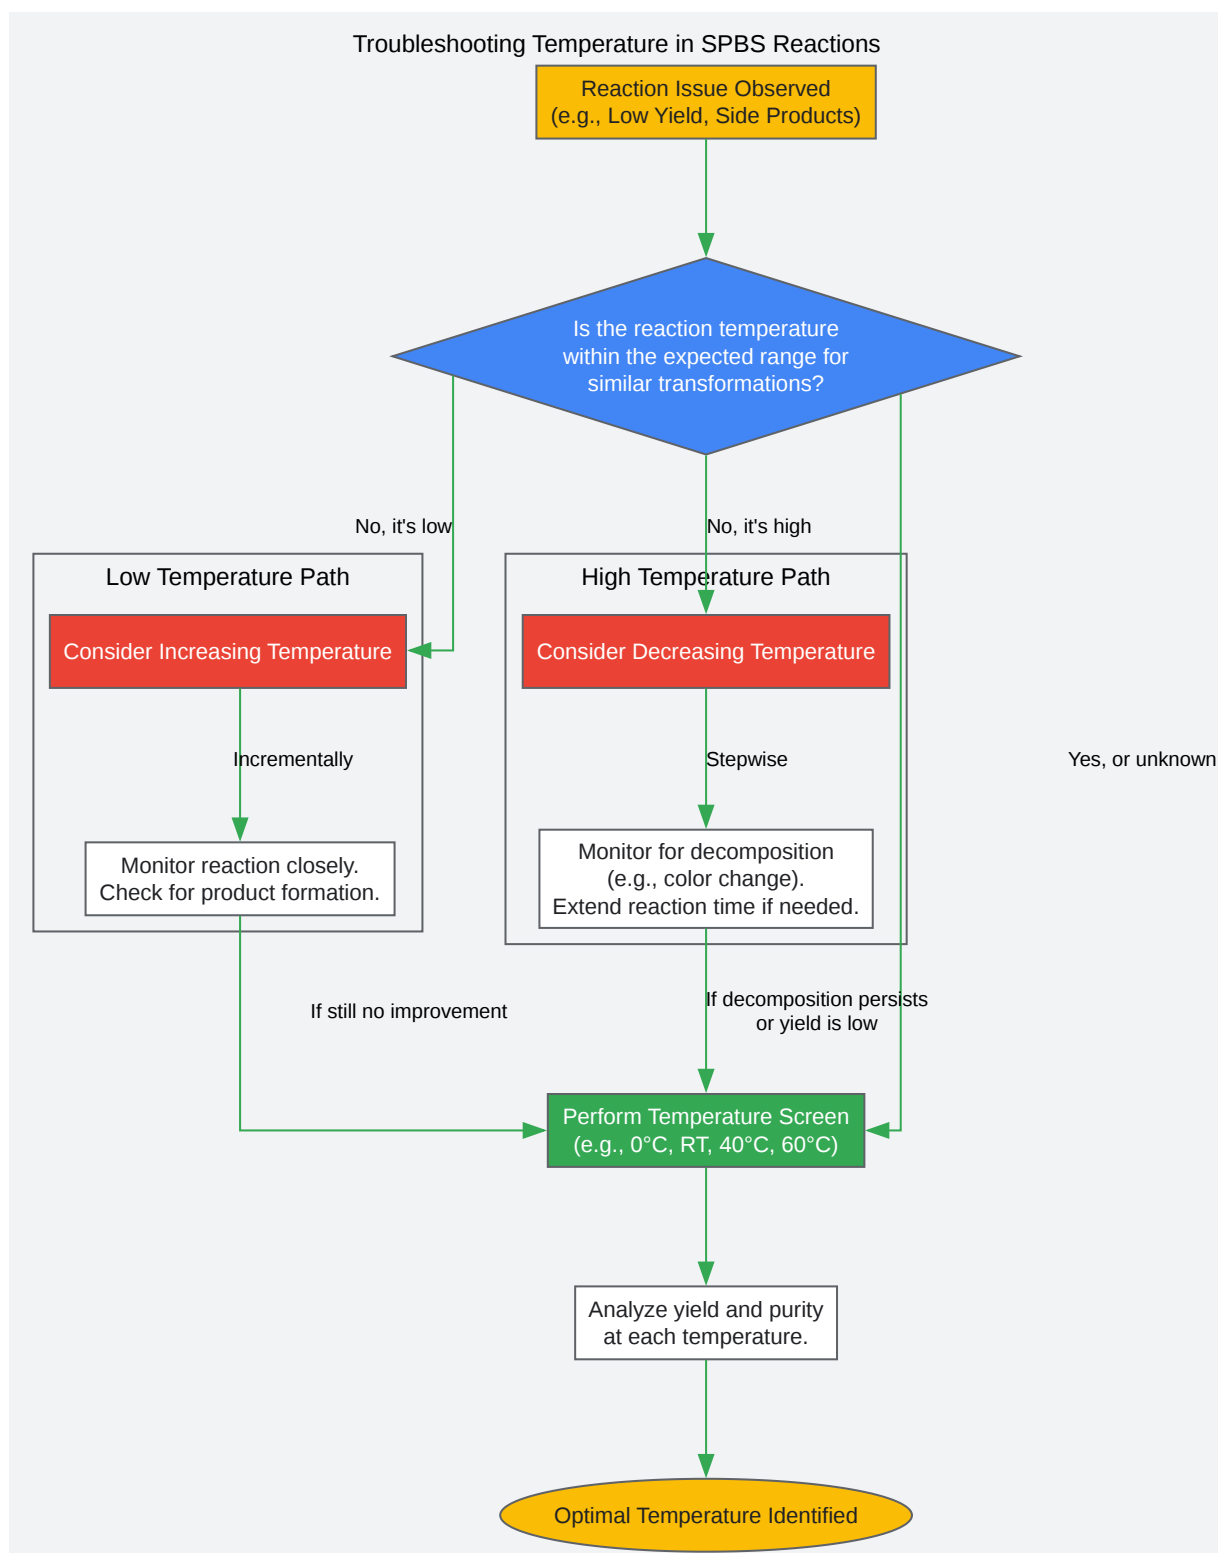 Troubleshooting Temperature in SPBS Reactions
Reaction Issue Observed
(e.g., Low Yield, Side Products)
Is the reaction temperature
within the expected range for
similar transformations?
No, it's low
No, it's high
Low Temperature Path
High Temperature Path
Consider Increasing Temperature
Consider Decreasing Temperature
Incrementally
Stepwise
Yes, or unknown
Monitor reaction closely.
Check for product formation.
Monitor for decomposition
(e.g., color change).
Extend reaction time if needed.
If still no improvement
If decomposition persists
or yield is low
Perform Temperature Screen
(e.g., 0°C, RT, 40°C, 60°C)
Analyze yield and purity
at each temperature.
Optimal Temperature Identified